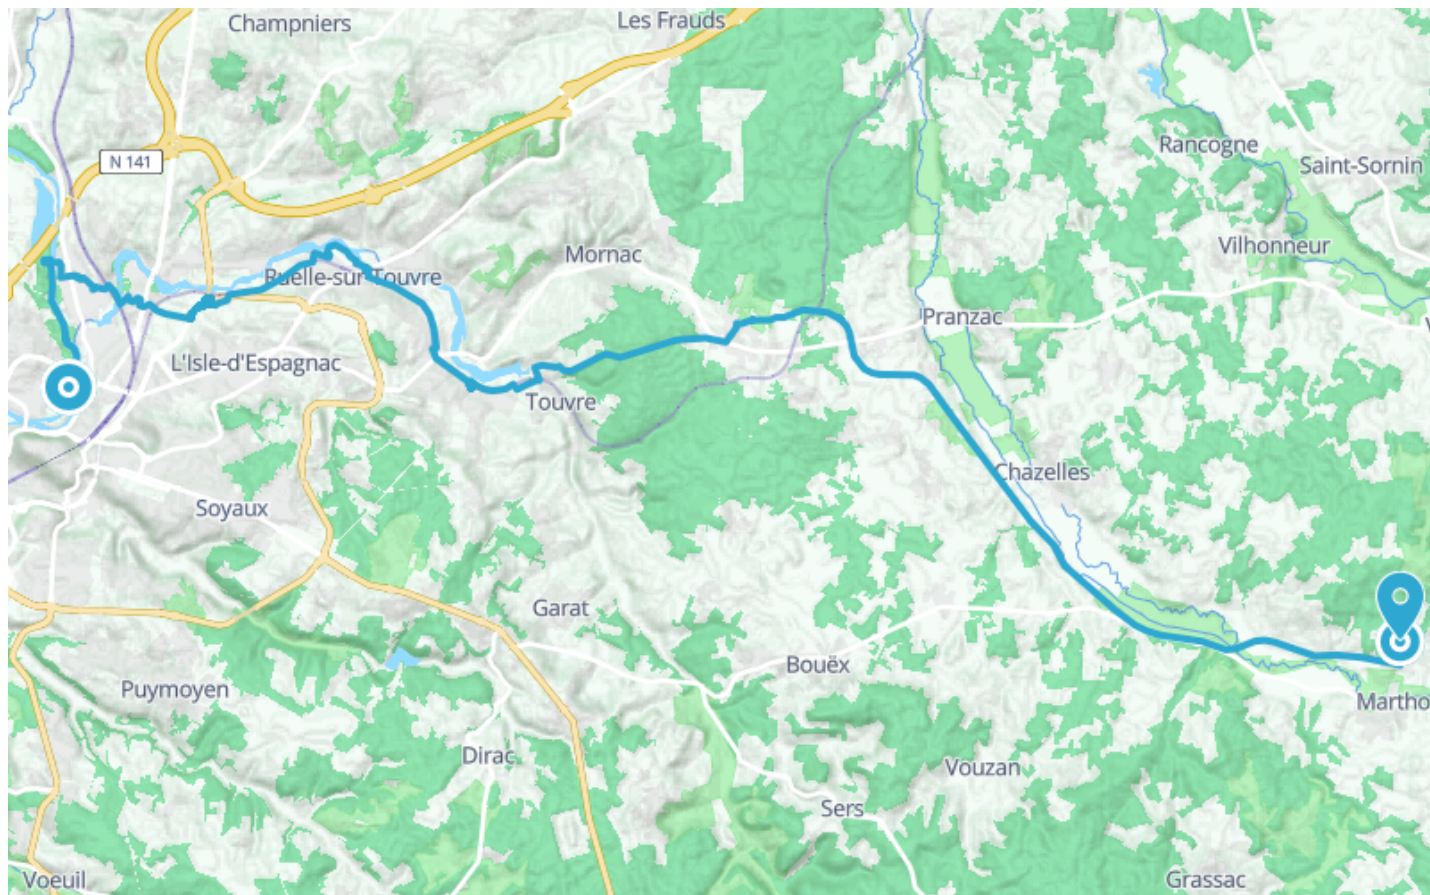 Champniers
Les Frauds
N 141
Rancogne
Saint-Sornin
Vilhonneur
Mornac
Ruelle-sur-Touvre
Pranzac
L'Isle-d'Espagnac
Touvre
Chazelles
Soyaux
Garat
Bouëx
Puymoyen
Martho
Dirac
Vouzan
Sers
Voeuil
Grassac